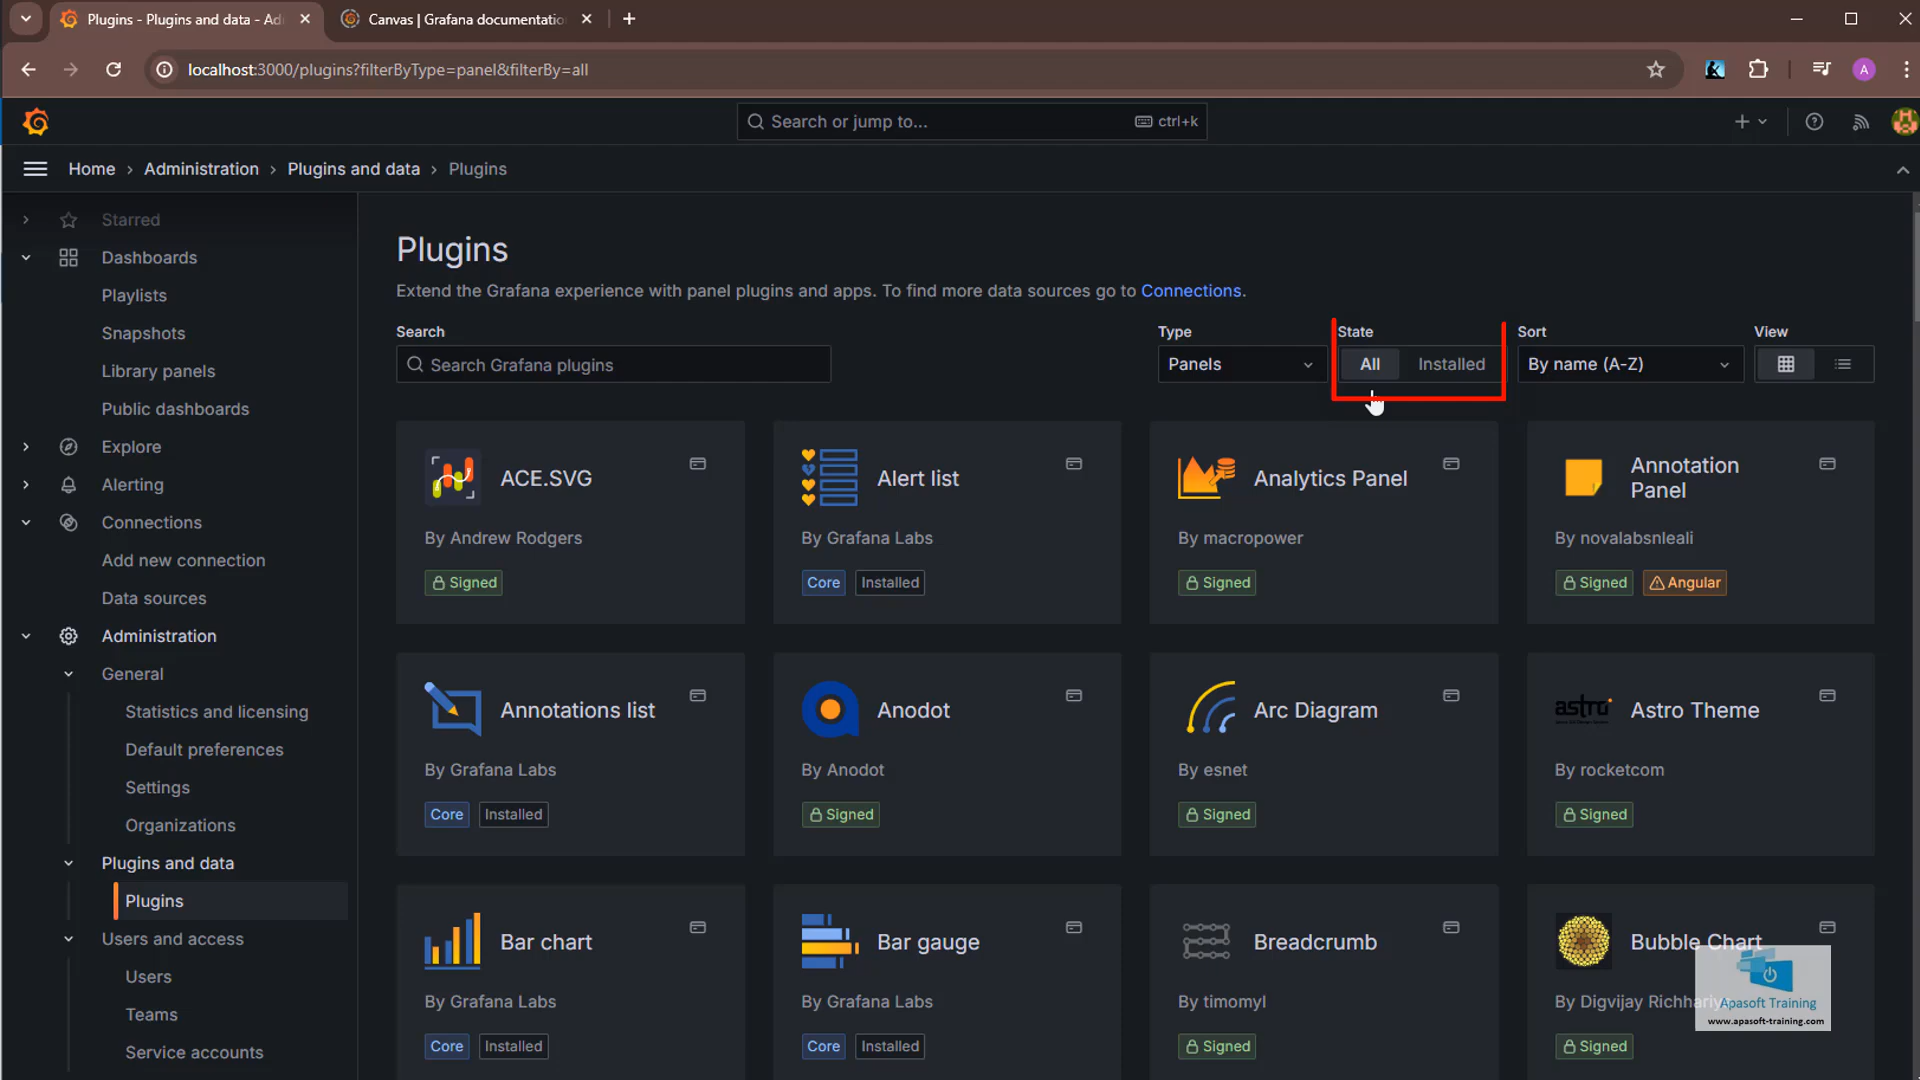 Plugins - Plugins and data - Ad
Canvas | Grafana documentatio
localhost:3000/plugins?filterByType=panel&filterBy=all
A
Search or jump to...
ctrl+k
Home › Administration › Plugins and data › Plugins
Starred
Dashboards
Playlists
Snapshots
Library panels
Public dashboards
Explore
Alerting
Connections
Add new connection
Data sources
Administration
General
Statistics and licensing
Default preferences
Settings
Organizations
Plugins and data
Plugins
Users and access
Users
Teams
Service accounts
Plugins
Extend the Grafana experience with panel plugins and apps. To find more data sources go to Connections.
Search
Type
State
Sort
View
Search Grafana plugins
Panels
All
Installed
By name (A-Z)
ACE.SVG
By Andrew Rodgers
Signed
Alert list
By Grafana Labs
Core
Installed
Analytics Panel
By macropower
Signed
Annotation
Panel
By novalabsnleali
Signed
Angular
Annotations list
By Grafana Labs
Core
Installed
Anodot
By Anodot
Signed
Arc Diagram
By esnet
Signed
astro
Astro Theme
By rocketcom
Signed
Bar chart
By Grafana Labs
Core
Installed
Bar gauge
By Grafana Labs
Core
Installed
Breadcrumb
By timomyl
Signed
Bubble Chart
By Digvijay
Signed
Apasoft Training
www.apasoft-training.com